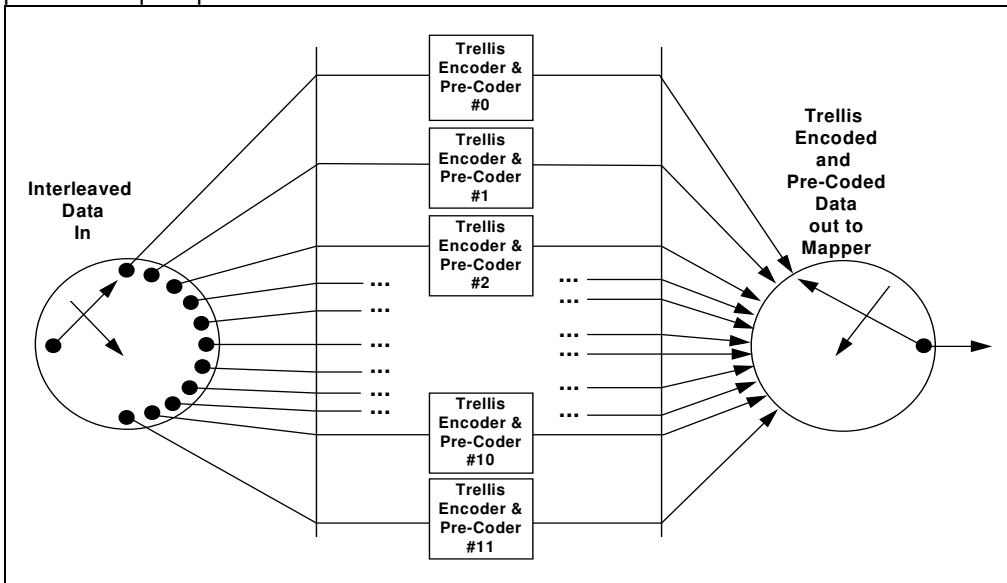 Interleaved
Data
In
Trellis
Encoder &
Pre-Coder
#0
Trellis
Encoder &
Pre-Coder
#1
Trellis
Encoder &
Pre-Coder
#2
...
...
...
...
...
...
...
...
...
...
...
...
Trellis
Encoder &
Pre-Coder
#10
Trellis
Encoder &
Pre-Coder
#11
Trellis
Encoded
and
Pre-Coded
Data
out to
Mapper